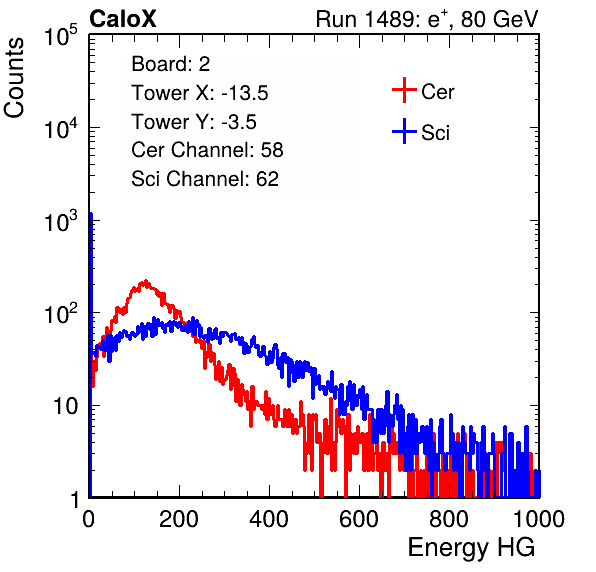 CaloX Run 1489: e⁺, 80 GeV
Counts
10⁵
10⁴
10³
10²
10
1
Board: 2
Tower X: -13.5
Tower Y: -3.5
Cer Channel: 58
Sci Channel: 62
Cer
Sci
0 200 400 600 800 1000
Energy HG